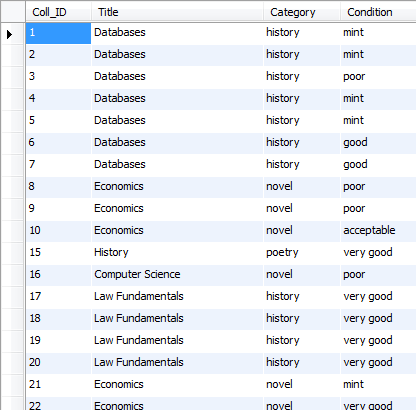 Coll_ID Title Category Condition
1 Databases history mint
2 Databases history mint
3 Databases history poor
4 Databases history mint
5 Databases history mint
6 Databases history good
7 Databases history good
8 Economics novel poor
9 Economics novel poor
10 Economics novel acceptable
15 History poetry very good
16 Computer Science novel poor
17 Law Fundamentals history very good
18 Law Fundamentals history very good
19 Law Fundamentals history very good
20 Law Fundamentals history very good
21 Economics novel mint
22 Economics novel very good